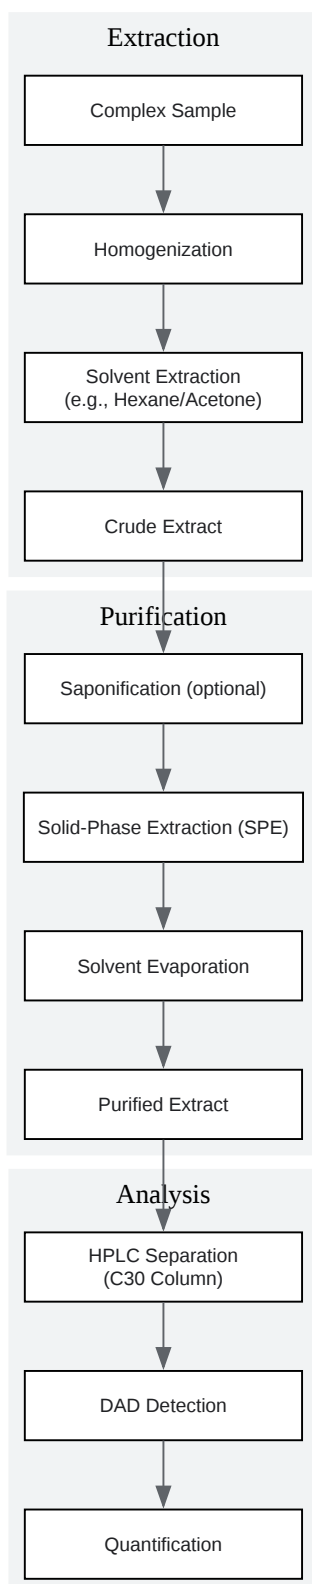 Extraction
Complex Sample
Homogenization
Solvent Extraction
(e.g., Hexane/Acetone)
Crude Extract
Purification
Saponification (optional)
Solid-Phase Extraction (SPE)
Solvent Evaporation
Purified Extract
Analysis
HPLC Separation
(C30 Column)
DAD Detection
Quantification